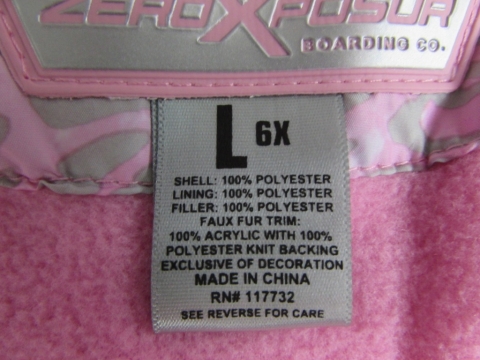 ZEROXPOSUR
BOARDING CO.
L 6X
SHELL: 100% POLYESTER
LINING: 100% POLYESTER
FILLER: 100% POLYESTER
FAUX FUR TRIM:
100% ACRYLIC WITH 100%
POLYESTER KNIT BACKING
EXCLUSIVE OF DECORATION
MADE IN CHINA
RN# 117732
SEE REVERSE FOR CARE